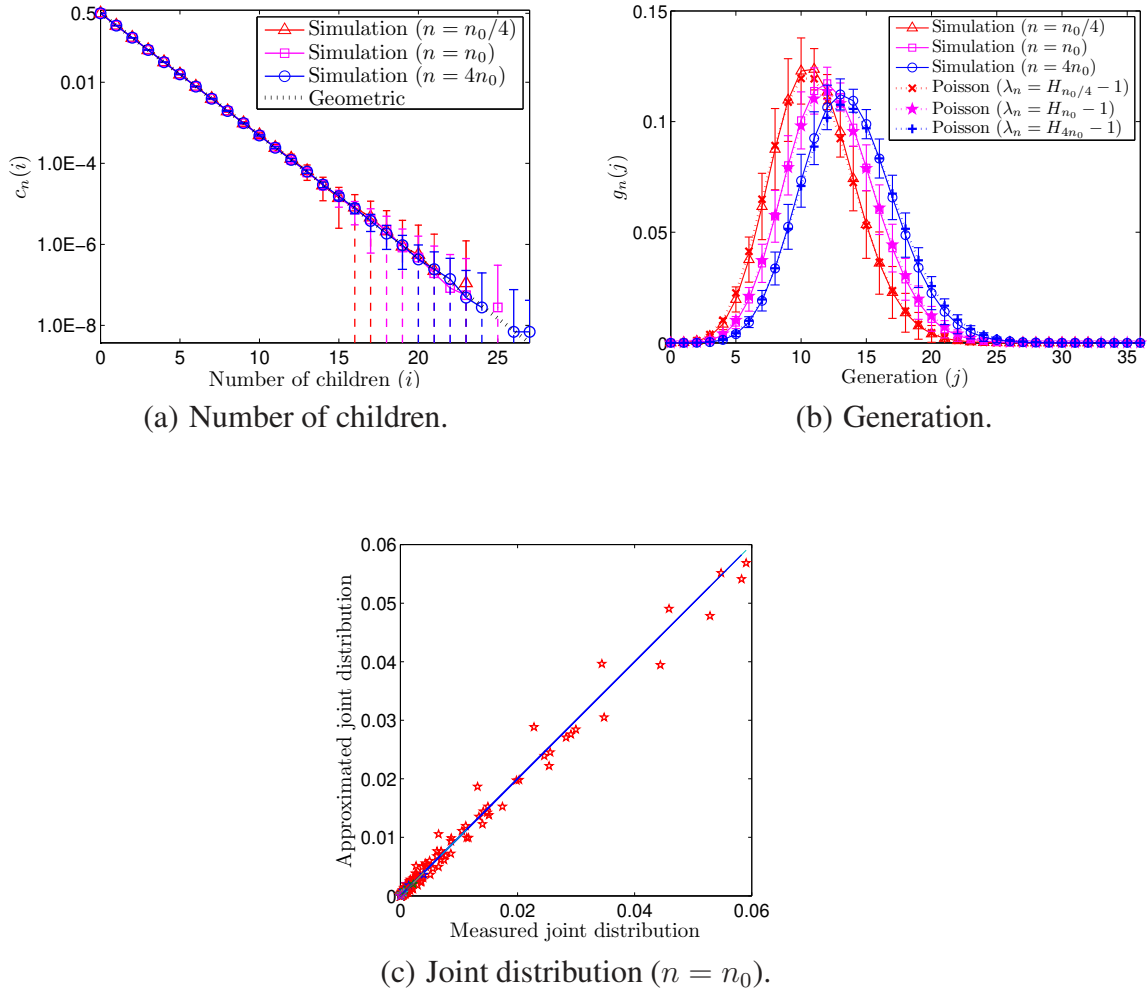 0.5
0.01
1.0E−4
1.0E−6
1.0E−8
c_n(i)
Simulation (n = n_0/4)
Simulation (n = n_0)
Simulation (n = 4n_0)
Geometric
0 5 10 15 20 25
Number of children (i)
(a) Number of children.
0.15
0.1
0.05
0
g_n(j)
Simulation (n = n_0/4)
Simulation (n = n_0)
Simulation (n = 4n_0)
Poisson (λ_n = H_{n_0/4} − 1)
Poisson (λ_n = H_{n_0} − 1)
Poisson (λ_n = H_{4n_0} − 1)
0 5 10 15 20 25 30 35
Generation (j)
(b) Generation.
0.06
0.05
0.04
0.03
0.02
0.01
0
Approximated joint distribution
0 0.02 0.04 0.06
Measured joint distribution
(c) Joint distribution (n = n_0).